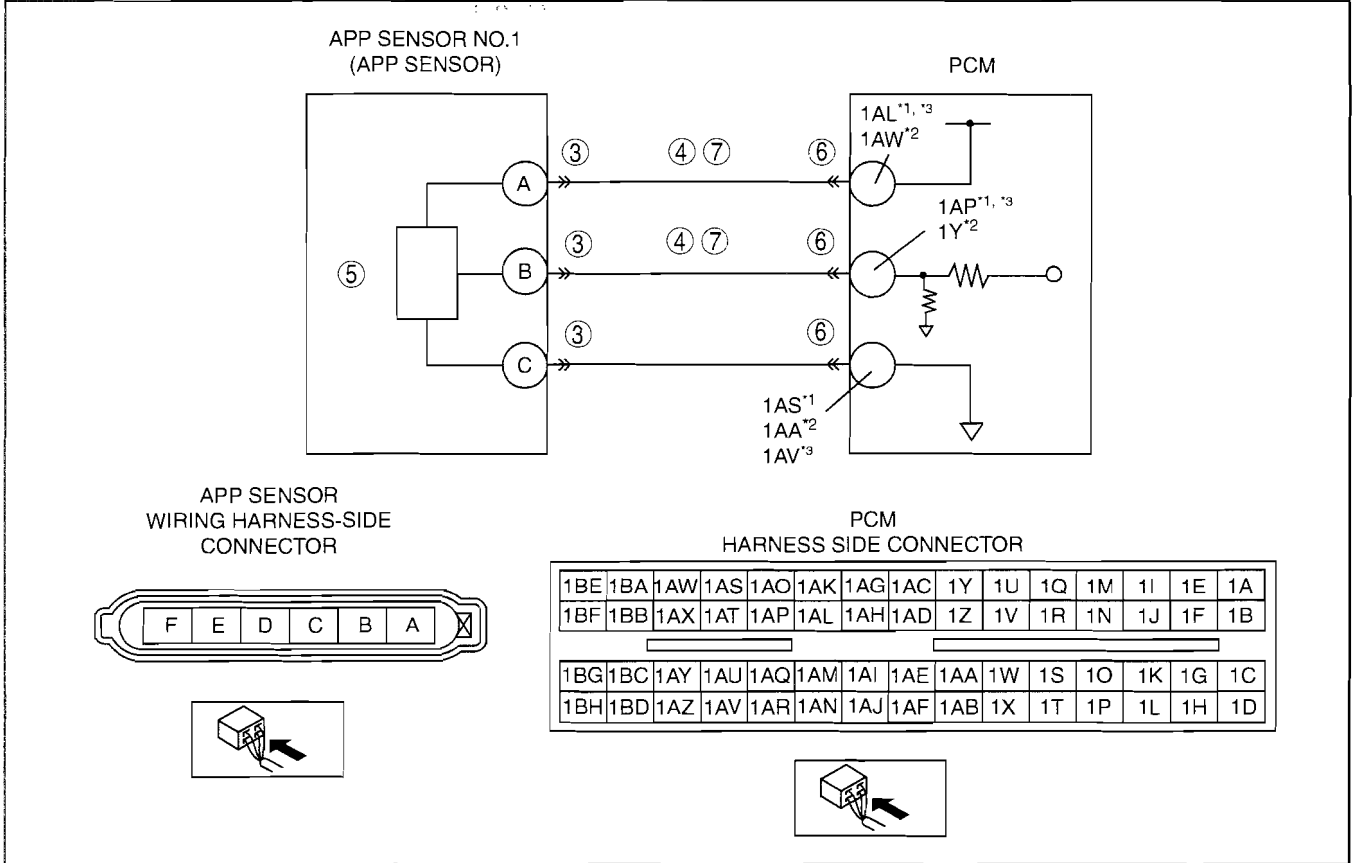 APP SENSOR NO.1
(APP SENSOR)
PCM
1AL*1, *3
1AW*2
③ ④ ⑦ ⑥
A
1AP*1, *3
1Y*2
③ ④ ⑦ ⑥
⑤
B
③ ⑥
C
1AS*1
1AA*2
1AV*3
APP SENSOR
WIRING HARNESS-SIDE
CONNECTOR
F E D C B A
PCM
HARNESS SIDE CONNECTOR
1BE 1BA 1AW 1AS 1AO 1AK 1AG 1AC 1Y 1U 1Q 1M 1I 1E 1A
1BF 1BB 1AX 1AT 1AP 1AL 1AH 1AD 1Z 1V 1R 1N 1J 1F 1B
1BG 1BC 1AY 1AU 1AQ 1AM 1AI 1AE 1AA 1W 1S 1O 1K 1G 1C
1BH 1BD 1AZ 1AV 1AR 1AN 1AJ 1AF 1AB 1X 1T 1P 1L 1H 1D